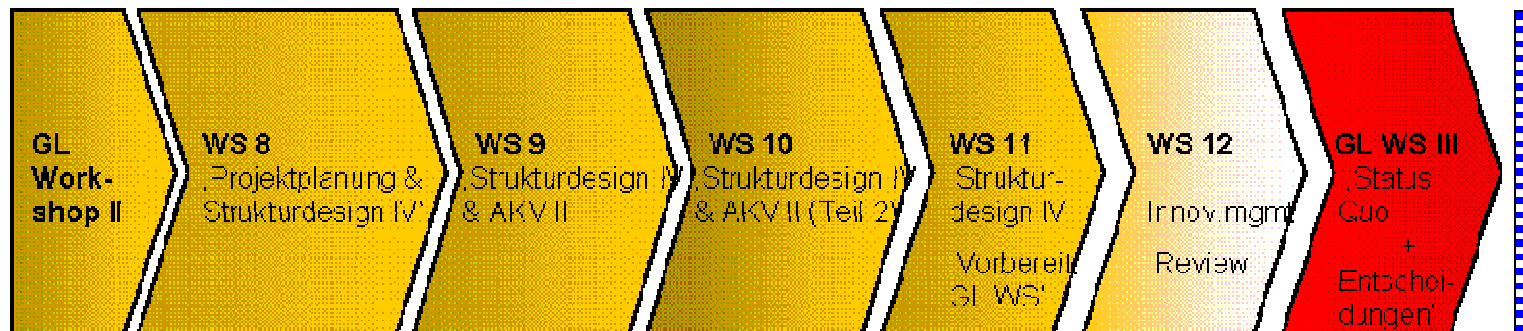 GL
Work-
shop II
WS 8
‚Projektplanung &
Strukturdesign IV'
WS 9
‚Strukturdesign IV
& AKV II
WS 10
‚Strukturdesign IV
& AKV II (Teil 2)'
WS 11
Struktur-
design IV
Vorbereit
GL WS'
WS 12
Innov.mgmt
Review
GL WS III
‚Status
Quo
+
Entschei-
dungen'